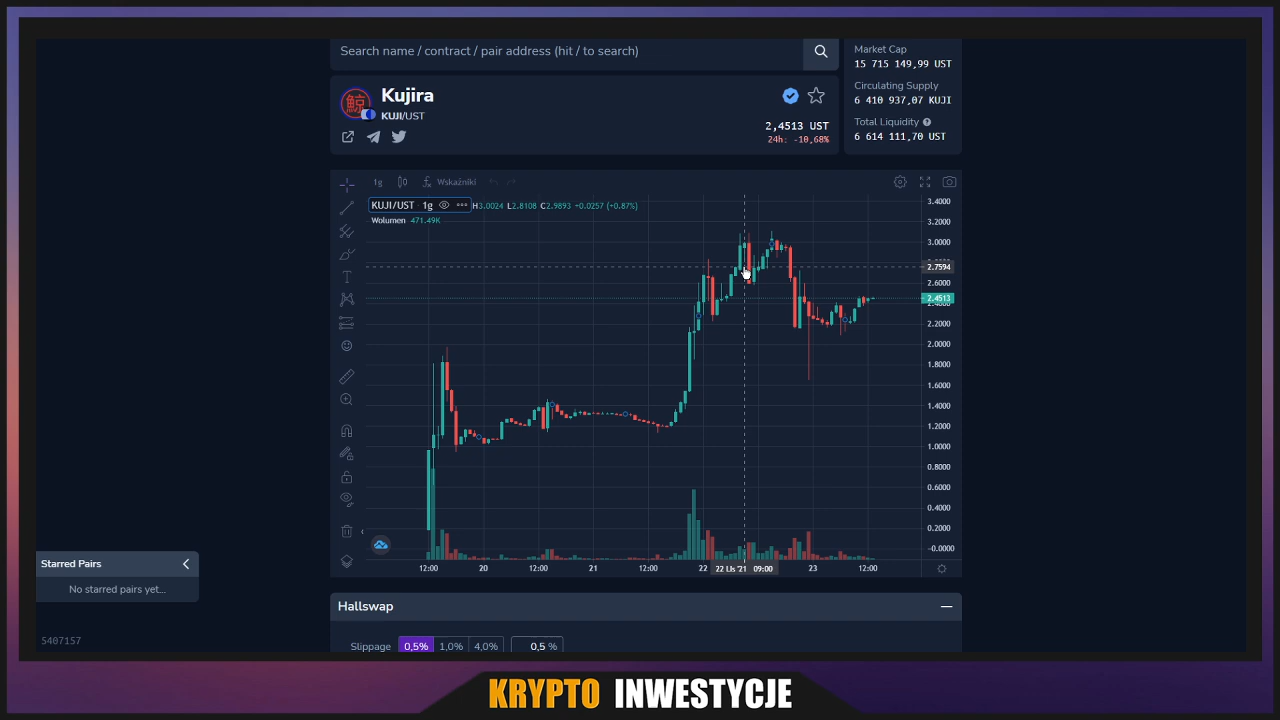 Search name / contract / pair address (hit / to search)
Market Cap
15 715 149,99 UST
Circulating Supply
6 410 937,07 KUJI
Total Liquidity
6 614 111,70 UST
鯨
Kujira
KUJI/UST
2,4513 UST
24h: -10,68%
1g
Wskaźniki
KUJI/UST · 1g
H3.0024 L2.8108 C2.9893 +0.0257 (+0.87%)
Wolumen 471.49K
3.4000
3.2000
3.0000
2.7594
2.6000
2.4513
2.2000
2.0000
1.8000
1.6000
1.4000
1.2000
1.0000
0.8000
0.6000
0.4000
0.2000
-0.0000
12:00
20
12:00
21
12:00
22
22 Lis '21 09:00
23
12:00
Starred Pairs
No starred pairs yet...
Hallswap
Slippage
0,5%
1,0%
4,0%
0,5 %
5407157
KRYPTO INWESTYCJE